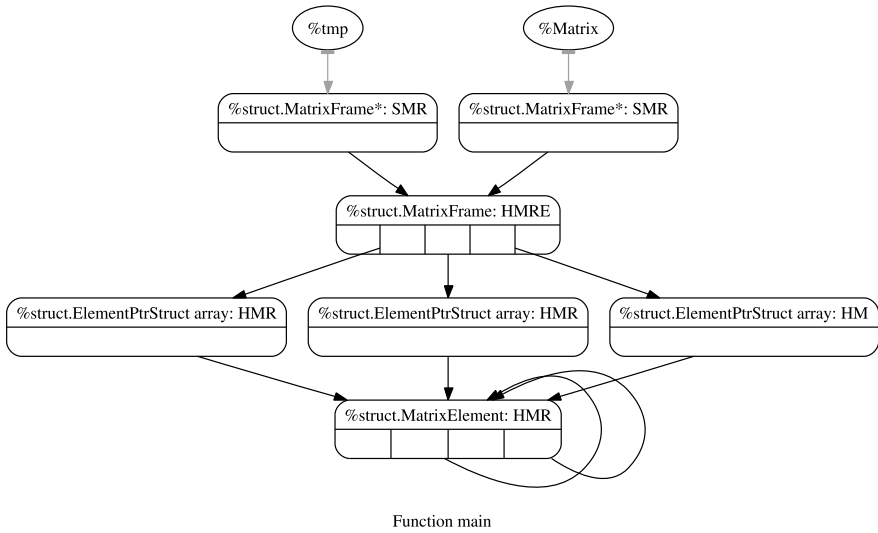 %tmp
%Matrix
%struct.MatrixFrame*: SMR
%struct.MatrixFrame*: SMR
%struct.MatrixFrame: HMRE
%struct.ElementPtrStruct array: HMR
%struct.ElementPtrStruct array: HMR
%struct.ElementPtrStruct array: HM
%struct.MatrixElement: HMR
Function main